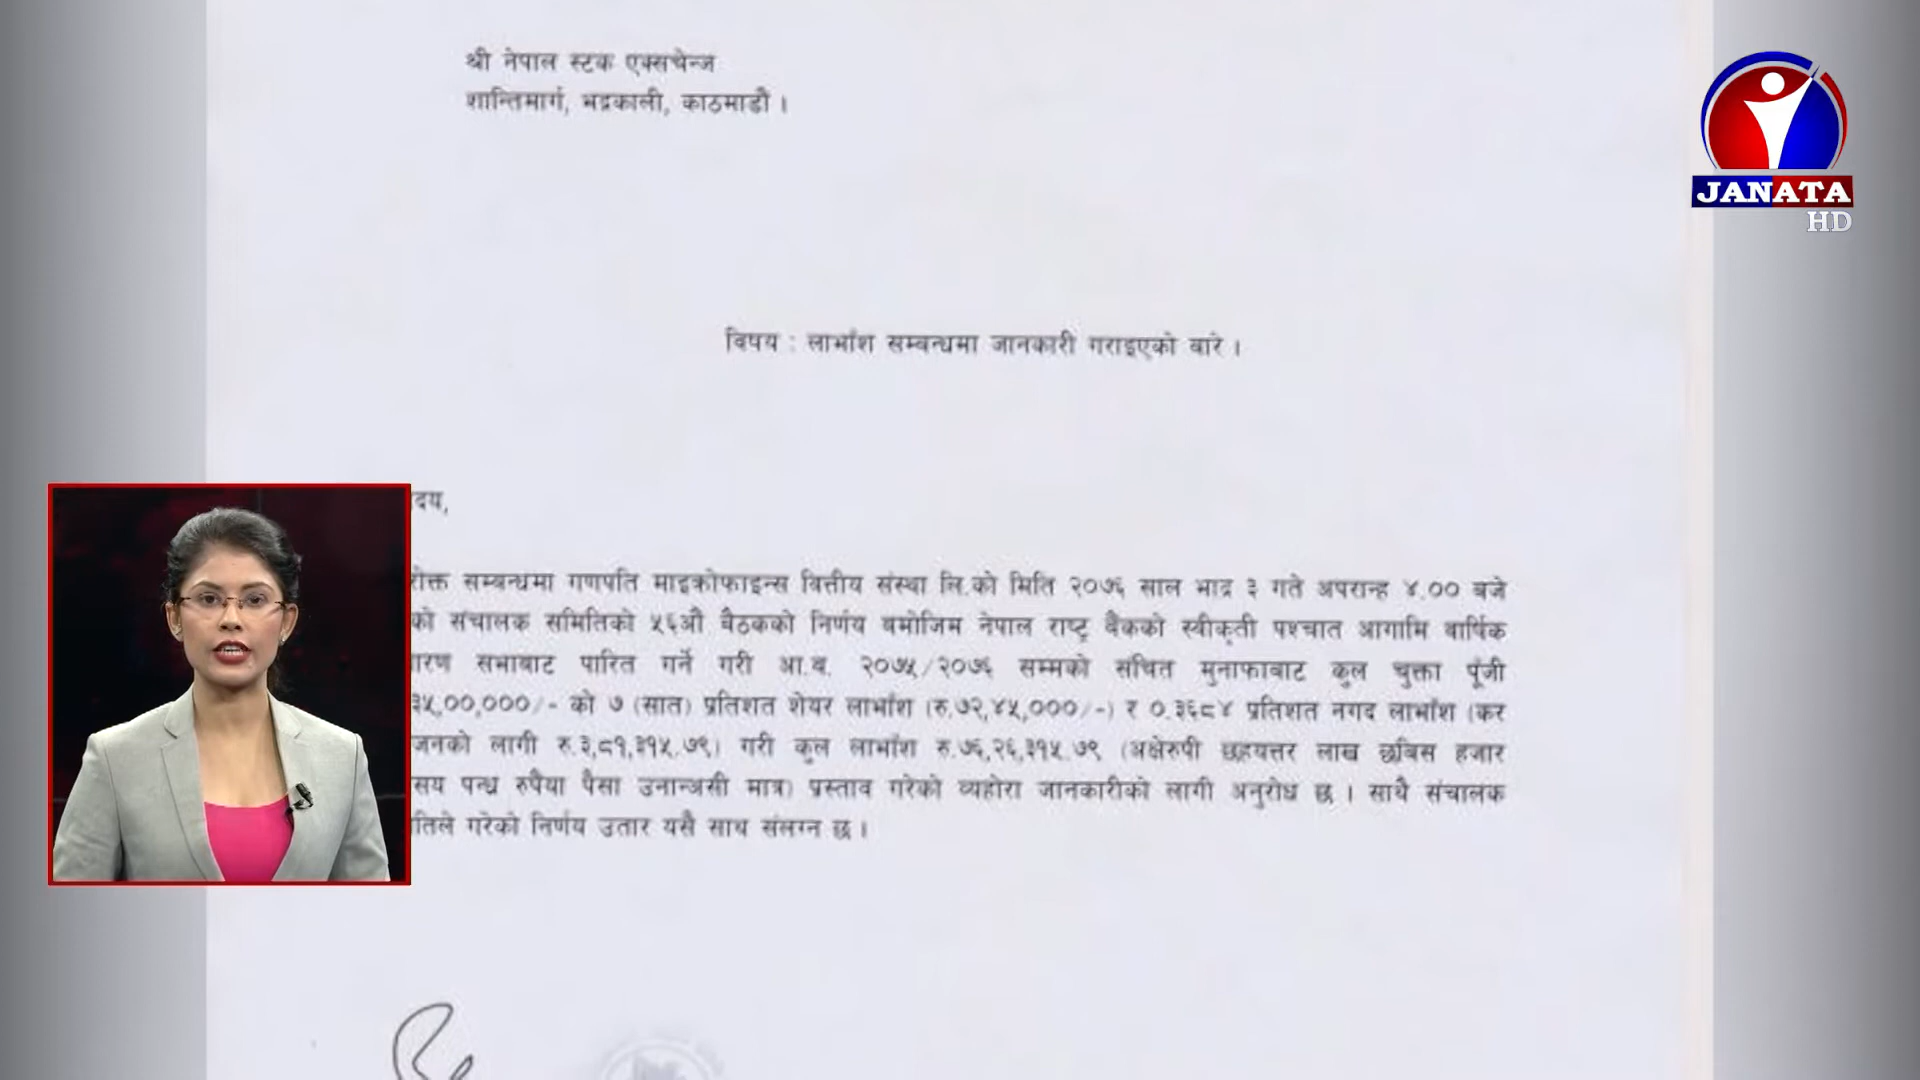 श्री नेपाल स्टक एक्सचेन्ज
शान्तिमार्ग, भद्रकाली, काठमाडौं ।
JANATA
HD
विषय : लाभांश सम्बन्धमा जानकारी गराइएको बारे ।
दय,
सम्बन्धमा गणपति माइक्रोफाइन्स वित्तीय संस्था लि.को मिति २०७६ साल भाद्र ३ गते अपरान्ह ४.०० बजे
को संचालक समितिको ५६औ बैठकको निर्णय बमोजिम नेपाल राष्ट्र बैंकको स्वीकृती पश्चात आगामि वार्षिक
रण सभाबाट पारित गर्ने गरी आ.ब. २०७५/२०७६ सम्मको संचित मुनाफाबाट कुल चुक्ता पूंजी
३५,००,०००/- को ७ (सात) प्रतिशत शेयर लाभांश (रु.७२,४५,०००/-) र ०.३६८४ प्रतिशत नगद लाभांश (कर
जनको लागी रु.३,८१,३१५.७९) गरी कुल लाभांश रु.७६,२६,३१५.७९ (अक्षेरुपी छहयत्तर लाख छबिस हजार
सय पन्ध्र रुपैया पैसा उनान्असी मात्र) प्रस्ताव गरेको व्यहोरा जानकारीको लागी अनुरोध छ । साथै संचालक
तिले गरेको निर्णय उतार यसै साथ संलग्न छ ।